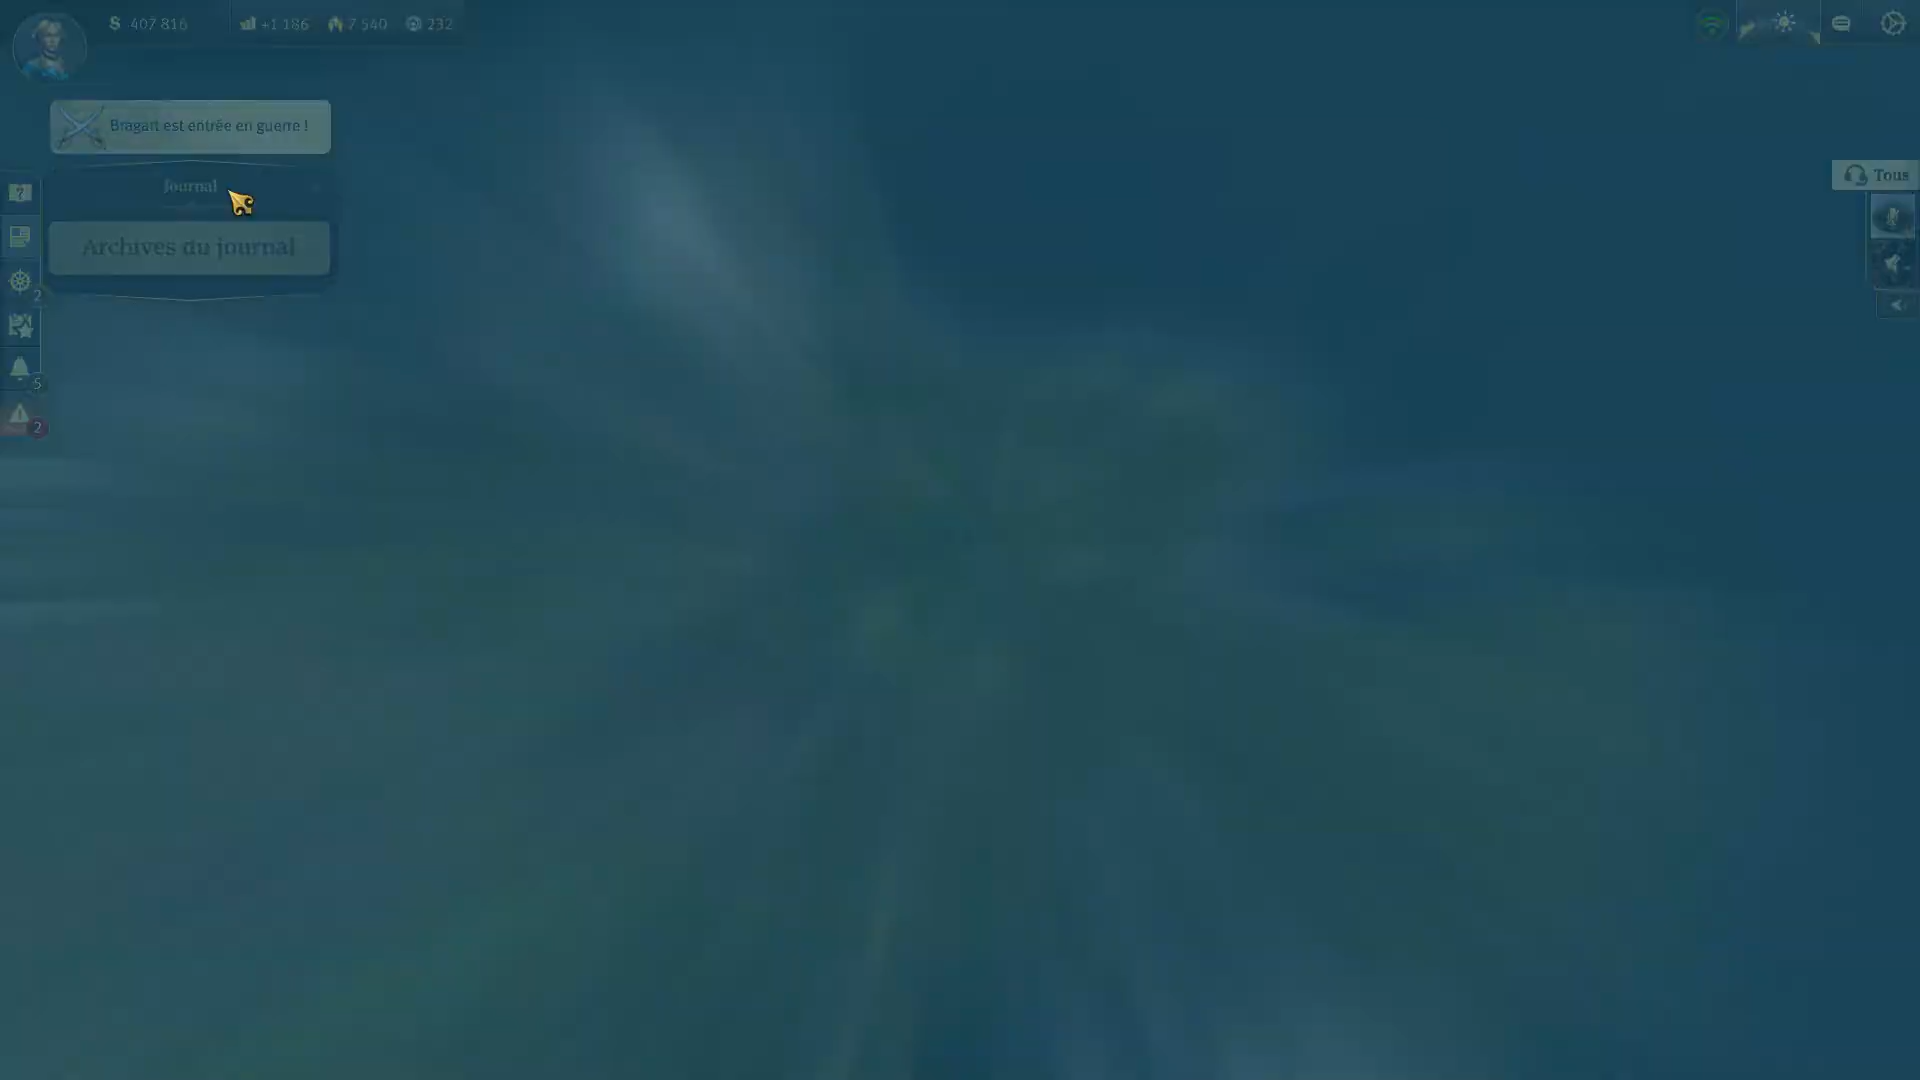 $ 407 816 +1 186 7 540 232
Bragan est entrée en guerre !
Journal
Archives du journal
2
5
2
Tous